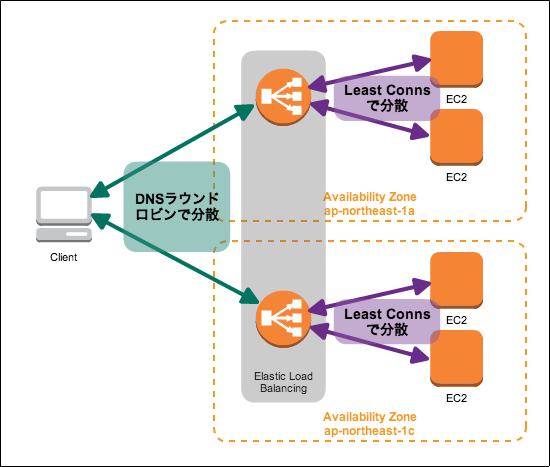 Least Conns
で分散
EC2
EC2
Availability Zone
ap-northeast-1a
DNSラウンド
ロビンで分散
Client
Least Conns
で分散
EC2
EC2
Elastic Load
Balancing
Availability Zone
ap-northeast-1c